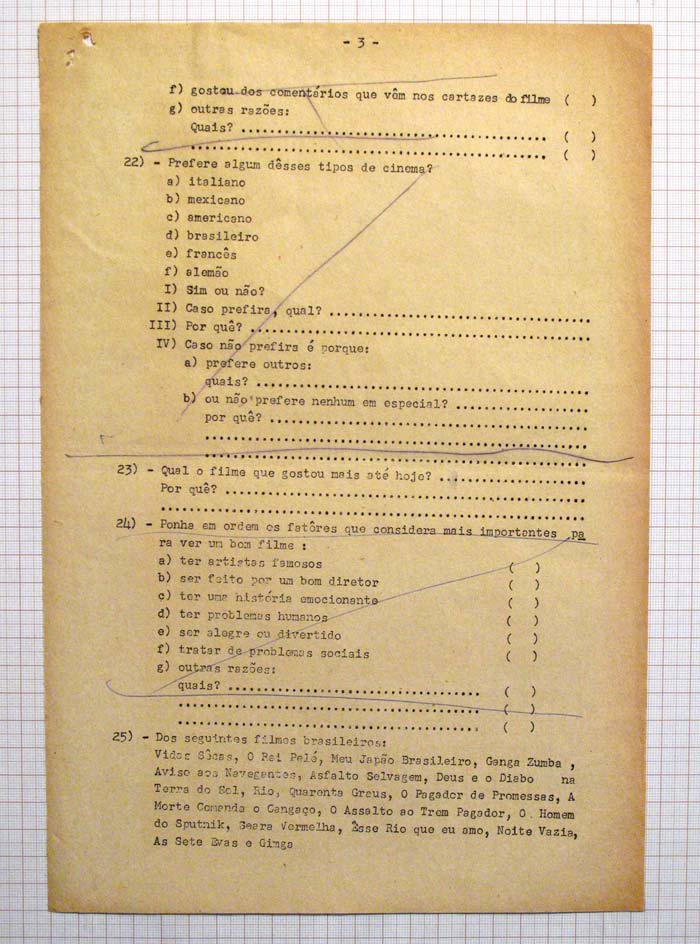 - 3 -
f) gostou dos comentários que vêm nos cartazes do filme ( )
g) outras razões:
Quais? .......................................... ( )
.................................................. ( )
22) - Prefere algum dêsses tipos de cinema?
a) italiano
b) mexicano
c) americano
d) brasileiro
e) francês
f) alemão
I) Sim ou não?
II) Caso prefira, qual? ...................................
III) Por quê? ..............................................
IV) Caso não prefira é porque:
a) prefere outros:
quais? .............................................
b) ou não prefere nenhum em especial? ..................
por quê? ...........................................
....................................................
....................................................
23) - Qual o filme que gostou mais até hoje? ....................
Por quê? .................................................
..........................................................
24) - Ponha em ordem os fatôres que considera mais importentes pa
ra ver um bom filme :
a) ter artistas famosos ( )
b) ser feito por um bom diretor ( )
c) ter uma história emocionante ( )
d) ter problemas humanos ( )
e) ser alegre ou divertido ( )
f) tratar de problemas sociais ( )
g) outras razões:
quais? .................................. ( )
......................................... ( )
......................................... ( )
25) - Dos seguintes filmes brasileiros:
Vidas Sêcas, O Rei Pelé, Meu Japão Brasileiro, Ganga Zumba ,
Aviso aos Navegantes, Asfalto Selvagem, Deus e o Diabo na
Terra do Sol, Rio, Quarenta Graus, O Pagador de Promessas, A
Morte Comanda o Cangaço, O Assalto ao Trem Pagador, O. Homem
do Sputnik, Seara Vermelha, Êsse Rio que eu amo, Noite Vazia,
As Sete Evas e Gimga